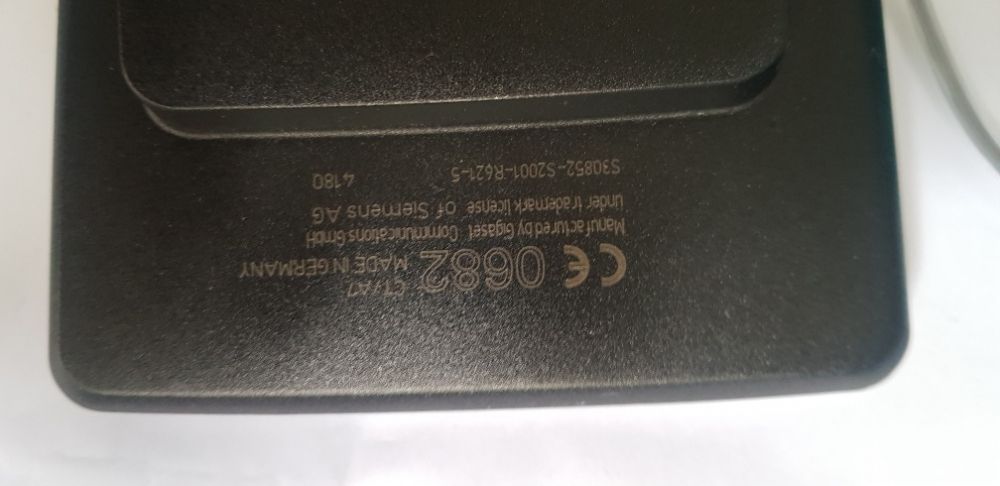 CE 0682 CT/A7
MADE IN GERMANY
Manufactured by Gigaset Communications GmbH
under trademark license of Siemens AG
S30852-S2001-R621-5 4180